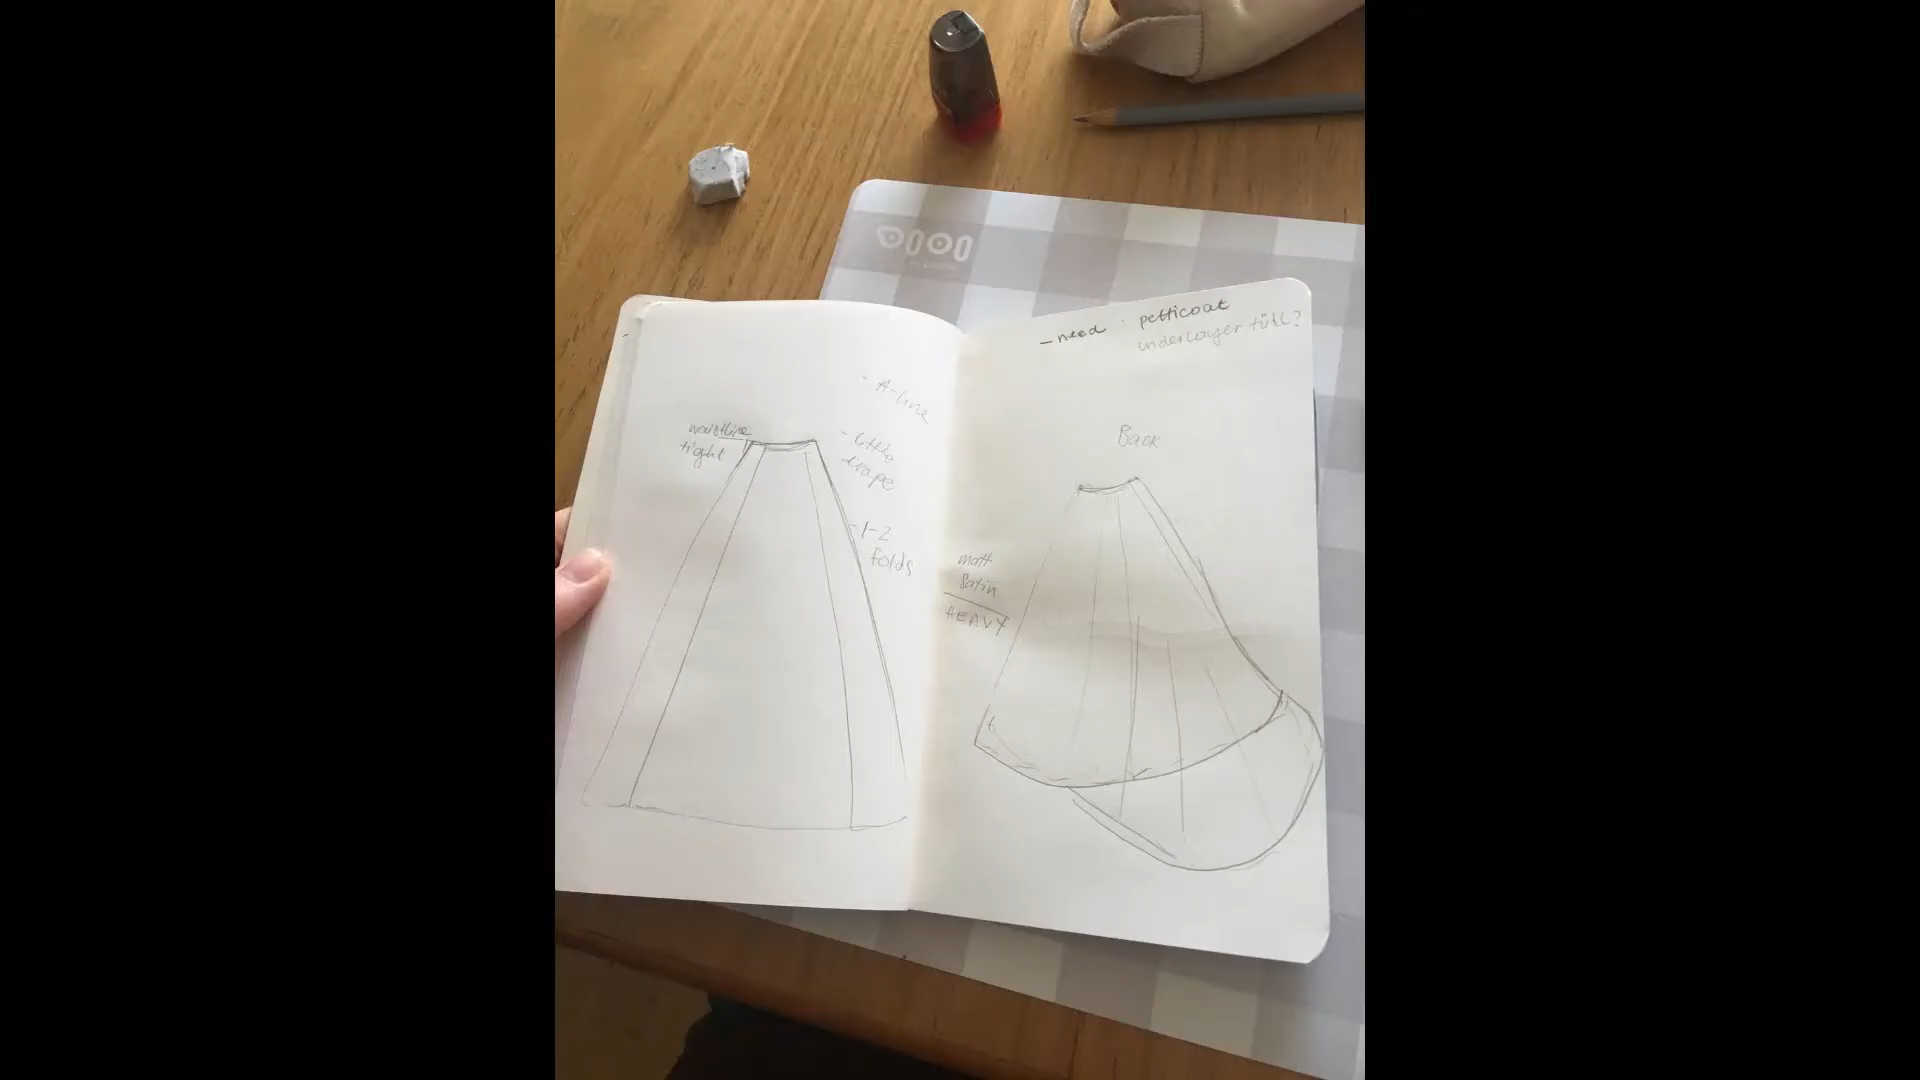 waistline
tight
- A-line
- little
drape
- 1-2
folds
- need : petticoat
underlayer tüll?
Back
matt
Satin
HEAVY